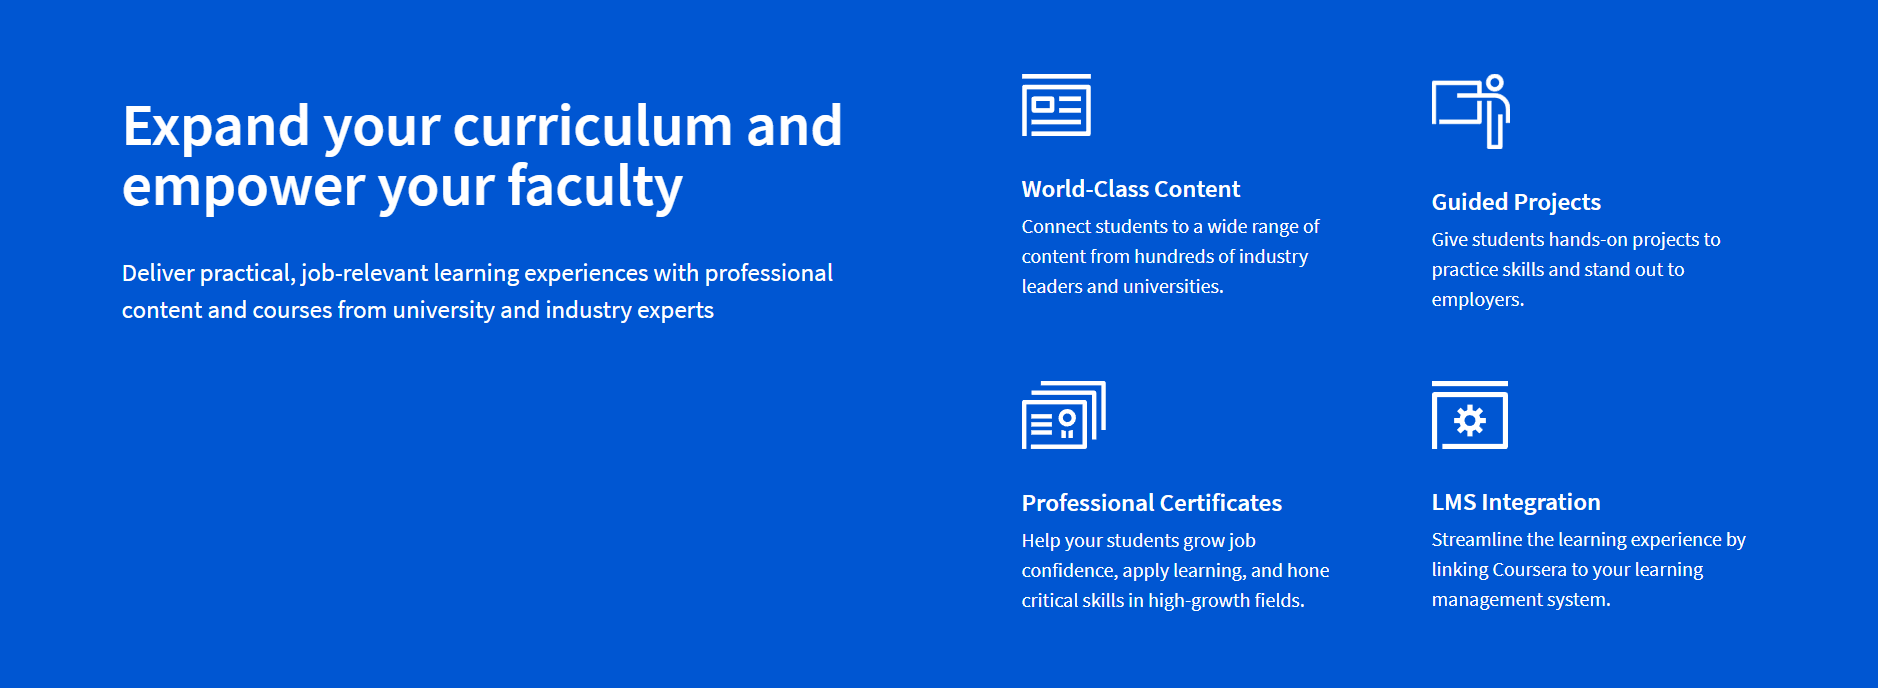 Expand your curriculum and
empower your faculty
Deliver practical, job-relevant learning experiences with professional
content and courses from university and industry experts
World-Class Content
Connect students to a wide range of
content from hundreds of industry
leaders and universities.
Guided Projects
Give students hands-on projects to
practice skills and stand out to
employers.
Professional Certificates
Help your students grow job
confidence, apply learning, and hone
critical skills in high-growth fields.
LMS Integration
Streamline the learning experience by
linking Coursera to your learning
management system.